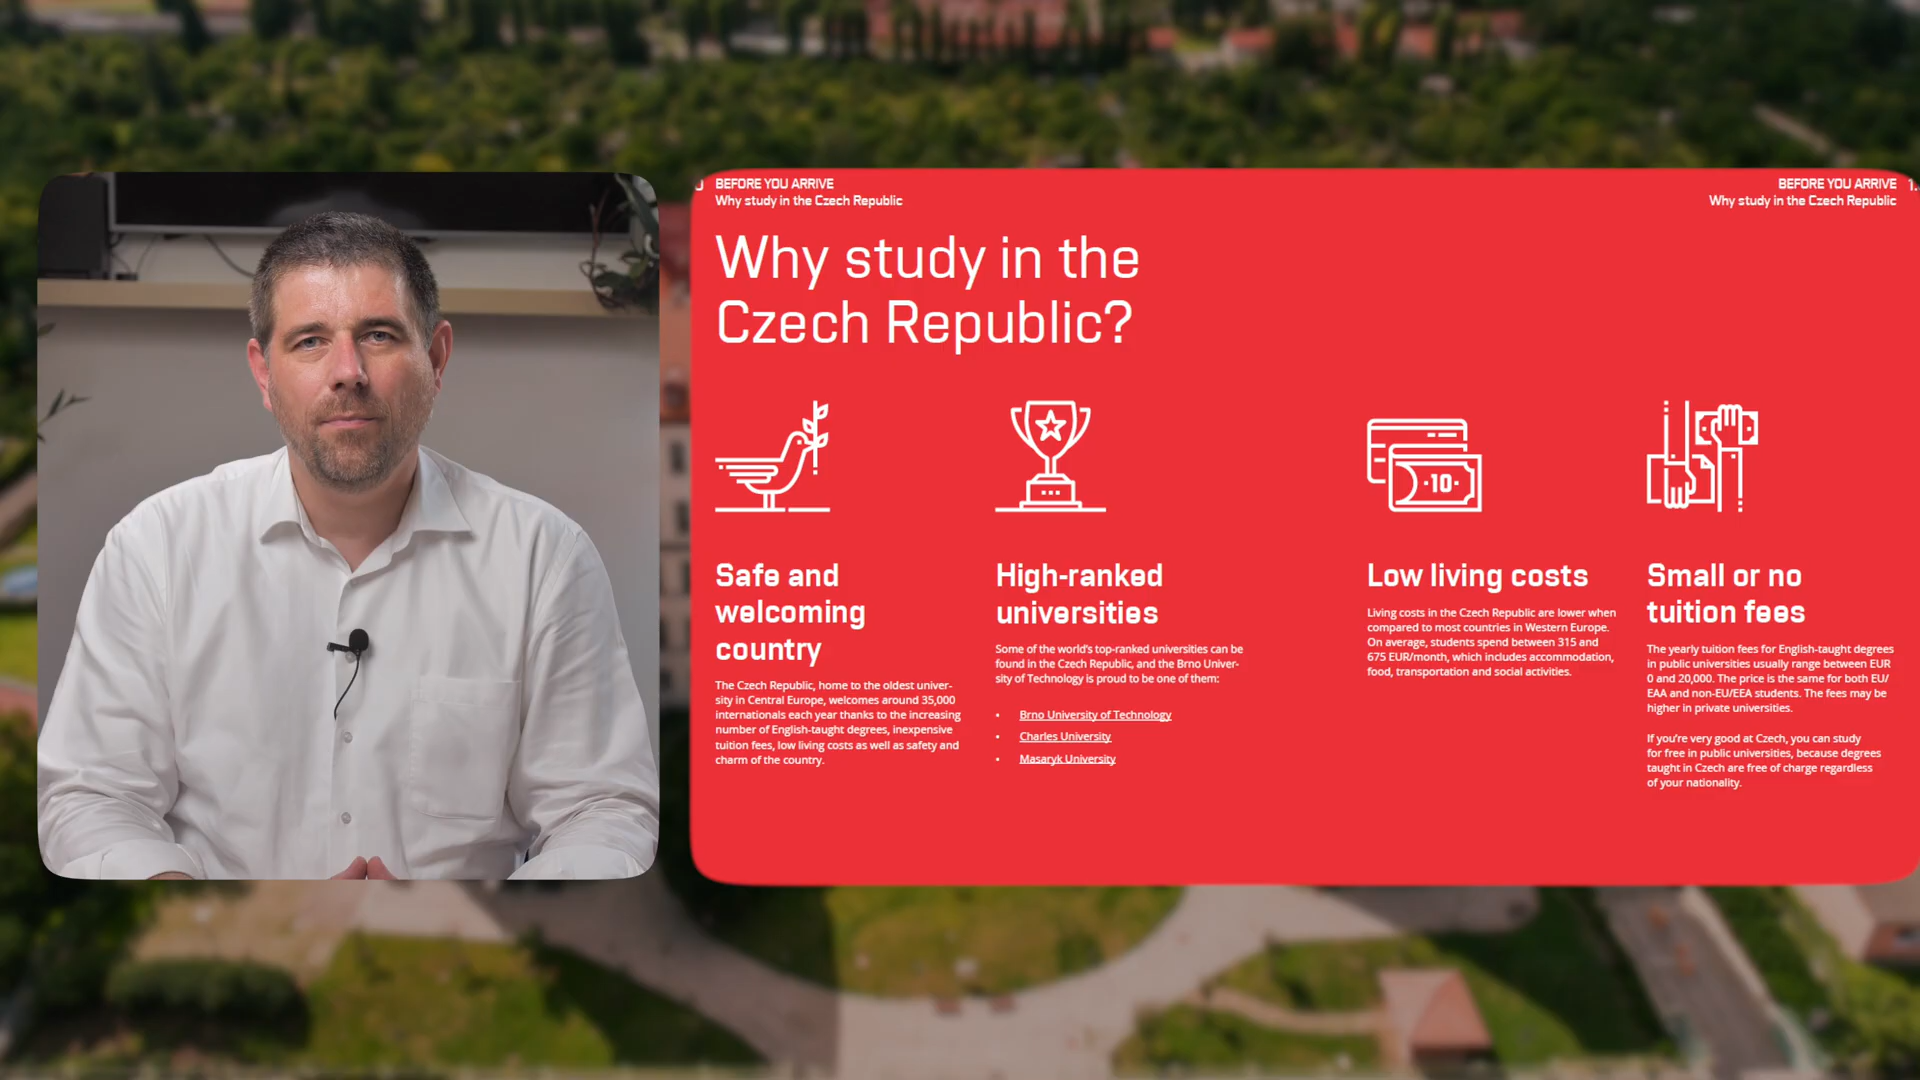 BEFORE YOU ARRIVE
Why study in the Czech Republic
BEFORE YOU ARRIVE
Why study in the Czech Republic
Why study in the
Czech Republic?
·10·
Safe and
welcoming
country
The Czech Republic, home to the oldest univer-
sity in Central Europe, welcomes around 35,000
internationals each year thanks to the increasing
number of English-taught degrees, inexpensive
tuition fees, low living costs as well as safety and
charm of the country.
High-ranked
universities
Some of the world's top-ranked universities can be
found in the Czech Republic, and the Brno Univer-
sity of Technology is proud to be one of them:
• Brno University of Technology
• Charles University
• Masaryk University
Low living costs
Living costs in the Czech Republic are lower when
compared to most countries in Western Europe.
On average, students spend between 315 and
675 EUR/month, which includes accommodation,
food, transportation and social activities.
Small or no
tuition fees
The yearly tuition fees for English-taught degrees
in public universities usually range between EUR
0 and 20,000. The price is the same for both EU/
EAA and non-EU/EEA students. The fees may be
higher in private universities.
If you're very good at Czech, you can study
for free in public universities, because degrees
taught in Czech are free of charge regardless
of your nationality.